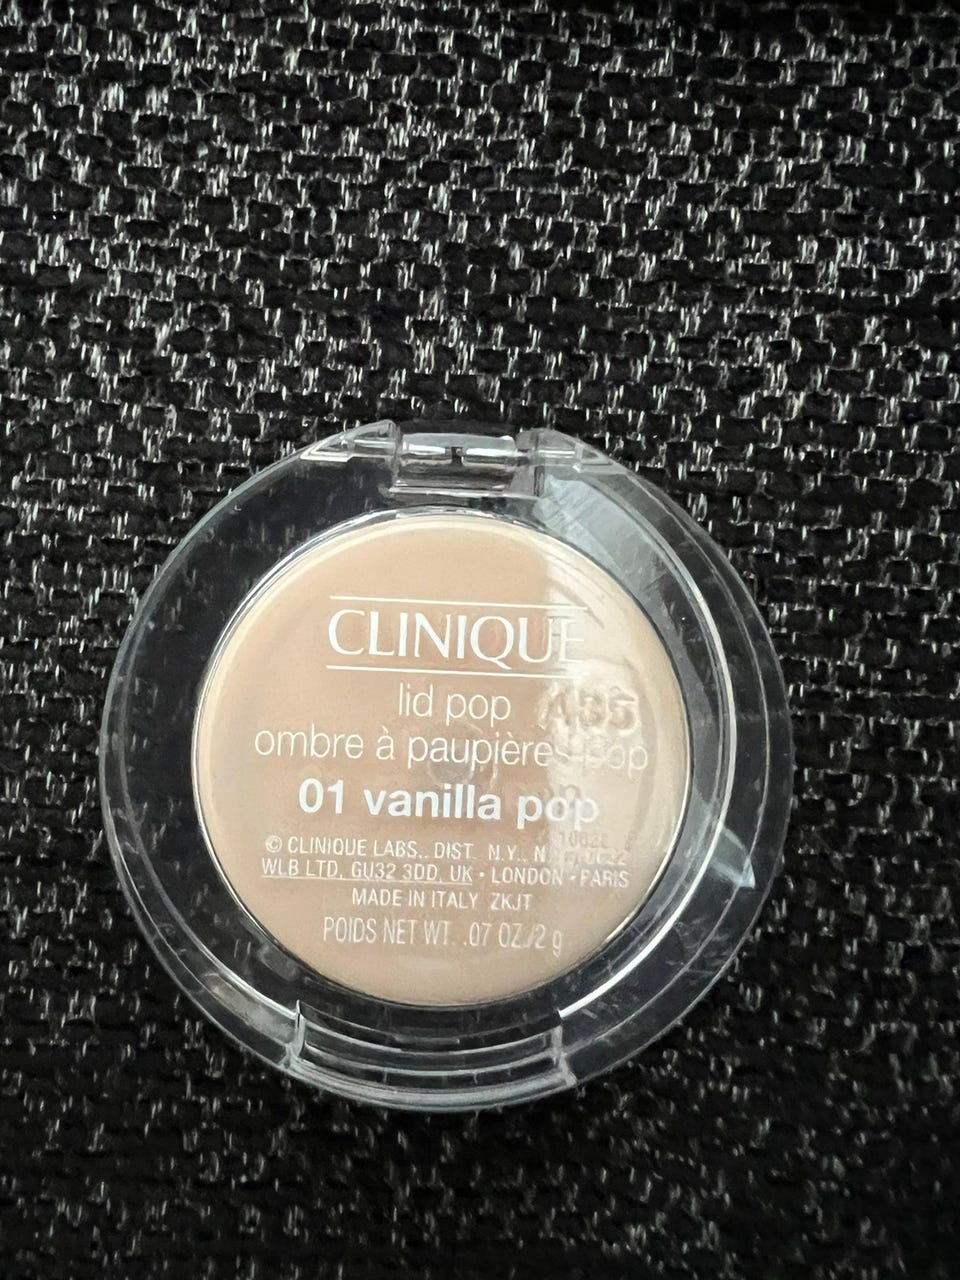 CLINIQUE
lid pop A35
ombre à paupières pop
01 vanilla pop
© CLINIQUE LABS., DIST. N.Y., N.
WLB LTD, GU32 3DD, UK • LONDON • PARIS
MADE IN ITALY ZKJT
POIDS NET WT. .07 OZ./2 g